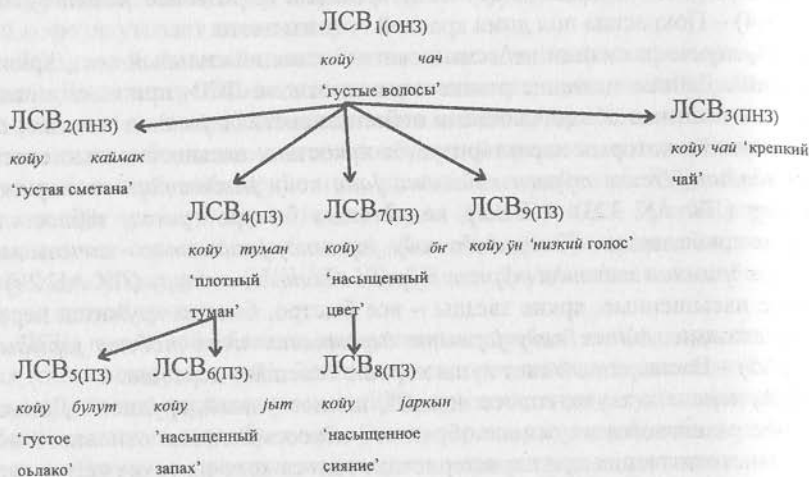 ЛСВ1(ОНЗ)
койу чач
'густые волосы'
ЛСВ2(ПНЗ)
койу каймак
'густая сметана'
ЛСВ3(ПНЗ)
койу чай 'крепкий
чай'
ЛСВ4(ПЗ)
койу туман
'плотный
туман'
ЛСВ7(ПЗ)
койу ӧҥ
'насыщенный
цвет'
ЛСВ9(ПЗ)
койу ӱн 'низкий голос'
ЛСВ5(ПЗ)
койу булут
'густое
облако'
ЛСВ6(ПЗ)
койу јыт
'насыщенный
запах'
ЛСВ8(ПЗ)
койу јаркын
'насыщенное
сияние'